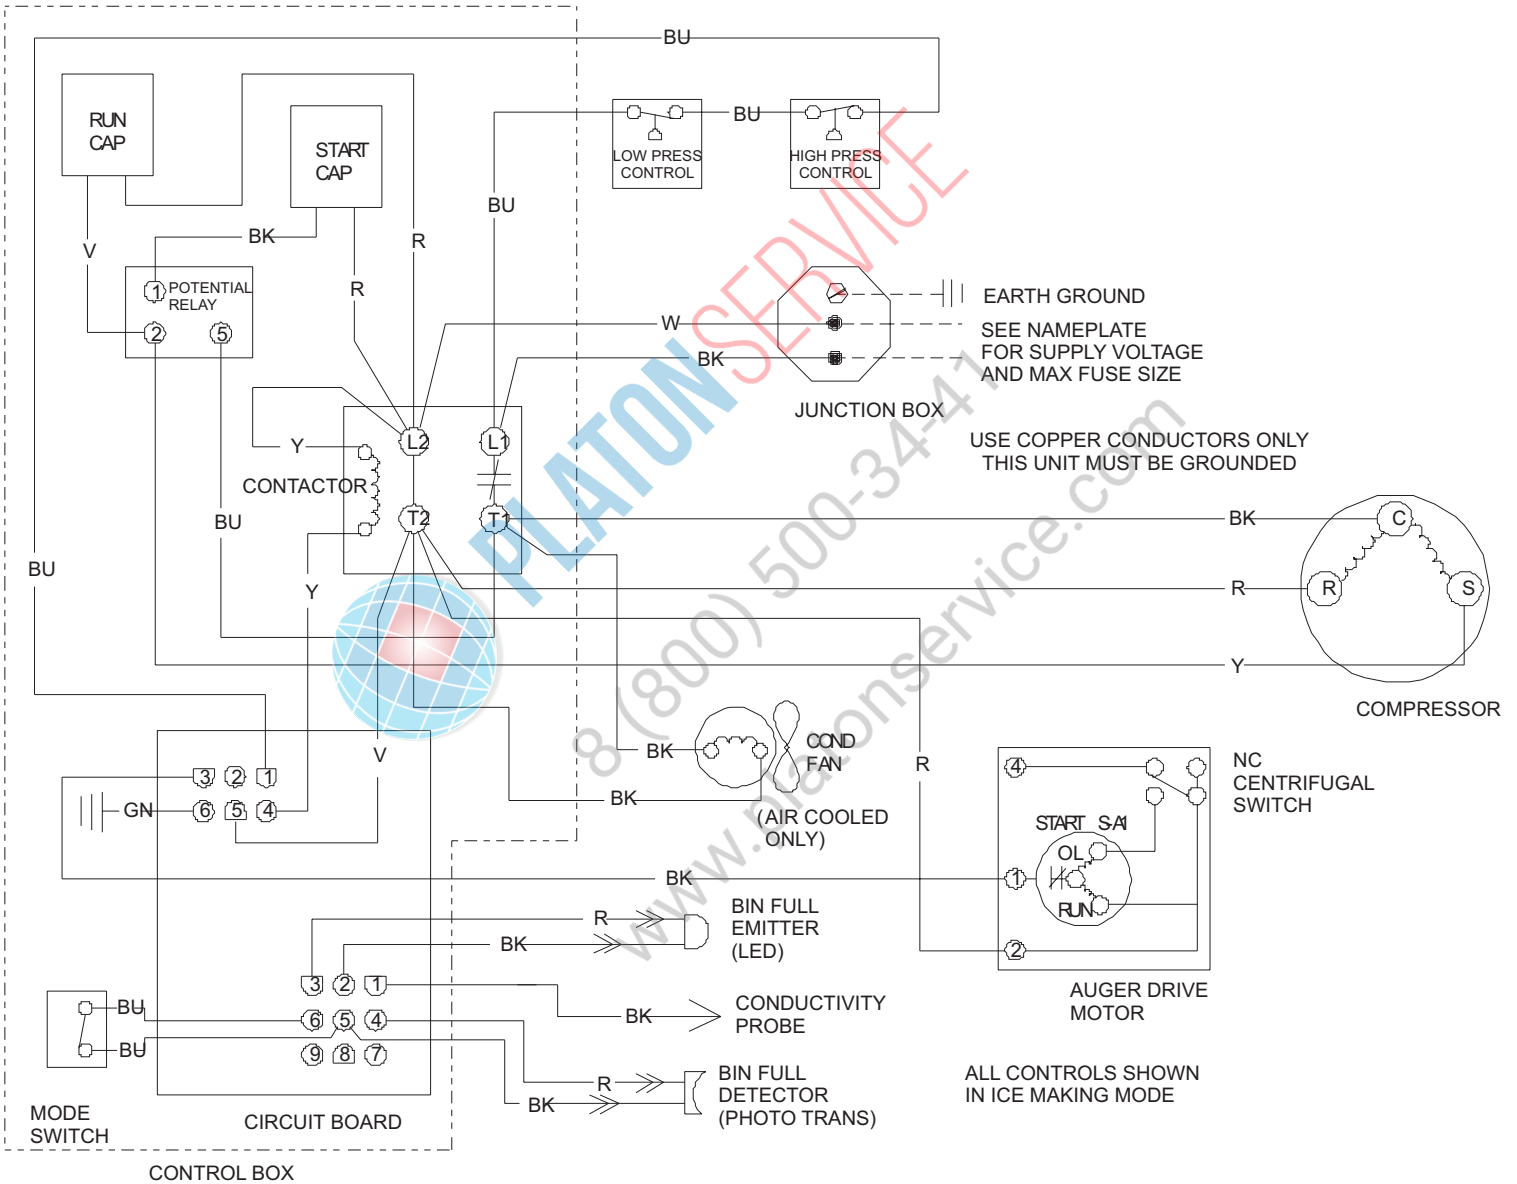 BU
RUN
CAP
START
CAP
BU
LOW PRESS
CONTROL
HIGH PRESS
CONTROL
BU
V
BK
R
R
1
POTENTIAL
RELAY
2
5
W
BK
EARTH GROUND
SEE NAMEPLATE
FOR SUPPLY VOLTAGE
AND MAX FUSE SIZE
JUNCTION BOX
USE COPPER CONDUCTORS ONLY
THIS UNIT MUST BE GROUNDED
Y
L2
L1
CONTACTOR
T2
T1
BU
BU
Y
BK
R
Y
C
R
S
COMPRESSOR
V
BK
BK
COND
FAN
(AIR COOLED
ONLY)
R
3
2
1
6
5
4
GN
4
1
2
START S-A1
OL
RUN
NC
CENTRIFUGAL
SWITCH
AUGER DRIVE
MOTOR
BK
R
BK
BIN FULL
EMITTER
(LED)
3
2
1
6
5
4
9
8
7
BK
CONDUCTIVITY
PROBE
BU
BU
R
BK
BIN FULL
DETECTOR
(PHOTO TRANS)
ALL CONTROLS SHOWN
IN ICE MAKING MODE
MODE
SWITCH
CIRCUIT BOARD
CONTROL BOX
PLATONSERVICE
8 (800) 500-34-41
www.platonservice.com